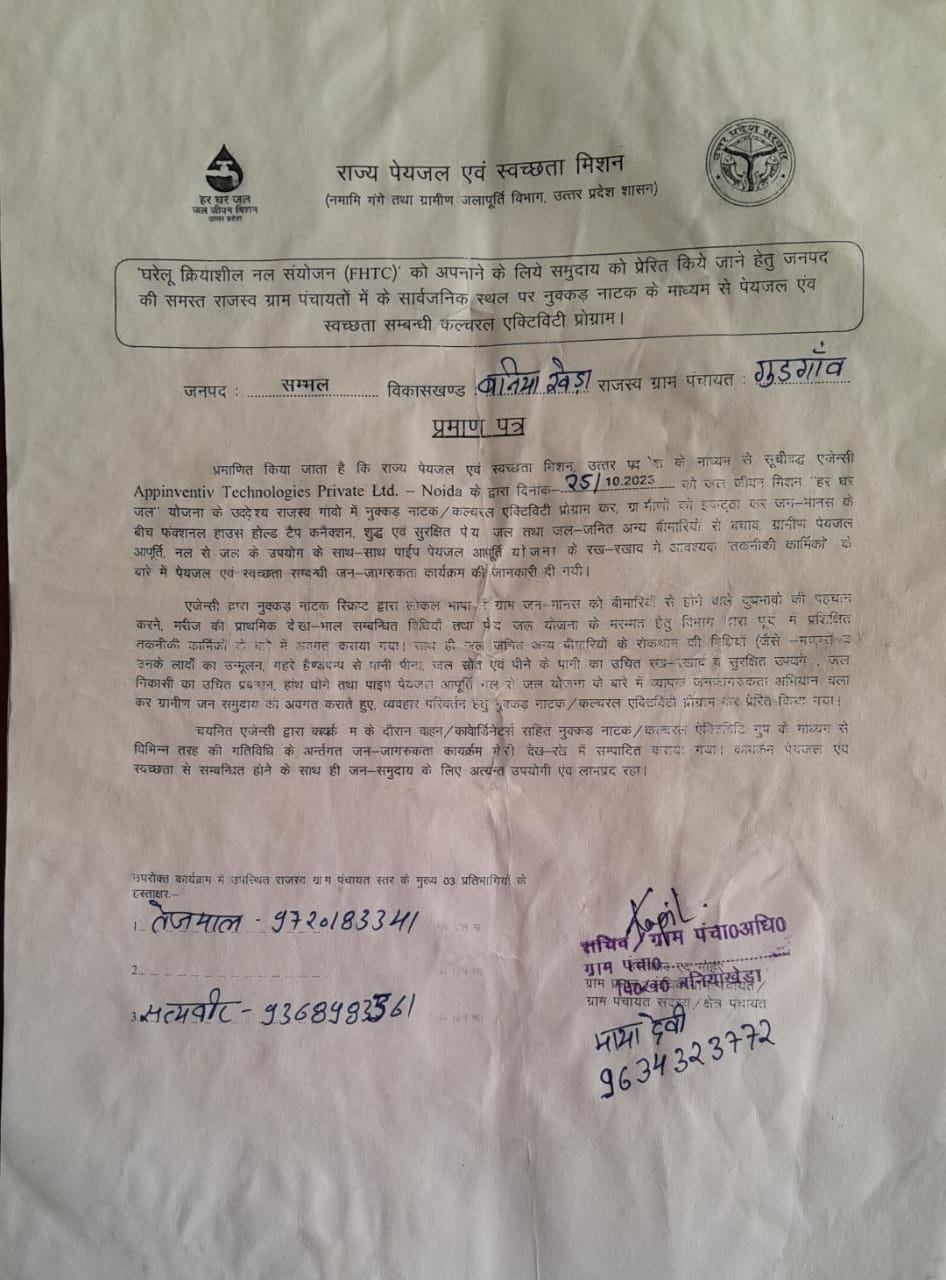 हर घर जल
जल जीवन मिशन
उत्तर प्रदेश
राज्य पेयजल एवं स्वच्छता मिशन
(नमामि गंगे तथा ग्रामीण जलापूर्ति विभाग, उत्तर प्रदेश शासन)
उत्तर प्रदेश सरकार
'घरेलू क्रियाशील नल संयोजन (FHTC)' को अपनाने के लिये समुदाय को प्रेरित किये जाने हेतु जनपद
की समस्त राजस्व ग्राम पंचायतों में के सार्वजनिक स्थल पर नुक्कड़ नाटक के माध्यम से पेयजल एंव
स्वच्छता सम्बन्धी कल्चरल एक्टिविटी प्रोग्राम।
जनपद : सम्भल विकासखण्ड : बनिया खेड़ा राजस्व ग्राम पंचायत : गुडगाँव
प्रमाण पत्र
प्रमाणित किया जाता है कि राज्य पेयजल एवं स्वच्छता मिशन, उत्तर के माध्यम से सूचीबद्ध एजेन्सी
Appinventiv Technologies Private Ltd. – Noida के द्वारा दिनांक- 25/10.2023 को जल जीवन मिशन "हर घर
जल" योजना के उद्देश्य राजस्व गांवो में नुक्कड़ नाटक/कल्चरल एक्टिविटी प्रोग्राम कर, ग्रामीणों को इकट्ठा कर जन-मानस के
बीच फंक्शनल हाउस होल्ड टैप कनैक्शन, शुद्ध एवं सुरक्षित पेय जल तथा जल-जनित अन्य बीमारियों से बचाव, ग्रामीण पेयजल
आपूर्ति, नल से जल के उपयोग के साथ-साथ पाईप पेयजल आपूर्ति योजना के रख-रखाव में आवश्यक तकनीकी कार्मिको के
बारे में पेयजल एवं स्वच्छता सम्बन्धी जन-जागरुकता कार्यक्रम की जानकारी दी गयी।
एजेन्सी द्वारा नुक्कड़ नाटक स्क्रिप्ट द्वारा लोकल भाषा में ग्राम जन-मानस को बीमारियों से होने वाले दुष्प्रभावो की पहचान
करने, मरीज की प्राथमिक देखा-भाल सम्बन्धित विधियाँ तथा पेय जल योजना के मरम्मत हेतु विभाग द्वारा पूर्व में प्रशिक्षित
तकनीकी कार्मिकों के बारे में अवगत कराया गया। साथ ही जल जनित अन्य बीमारियों के रोकथाम की विधियों (जैसे
उनके लार्वा का उन्मूलन, गहरे हैण्डपम्प से पानी पीना, जल स्रोत एवं पीने के पानी का उचित रख-रखाव व सुरक्षित उपयोग, जल
निकासी का उचित प्रबन्धन, हाथ धोने तथा पाइप पेयजल आपूर्ति नल से जल योजना के बारे में व्यापक जनजागरुकता अभियान चला
कर ग्रामीण जन समुदाय को अवगत कराते हुए, व्यवहार परिवर्तन हेतु नुक्कड़ नाटक/कल्चरल एक्टिविटी प्रोग्राम कर प्रेरित किया गया।
चयनित एजेन्सी द्वारा के दौरान वाहन/कोवार्डिनेटर्स सहित नुक्कड़ नाटक/कल्चरल ऐक्टिविटि ग्रुप के माध्यम से
विभिन्न तरह की गतिविधि के अर्न्तगत जन-जागरुकता कार्यक्रम मेरी देख-रेख में सम्पादित कराया गया। कार्यक्रम पेयजल एंव
स्वच्छता से सम्बन्धित होने के साथ ही जन-समुदाय के लिए अत्यन्त उपयोगी एंव लाभप्रद रहा।
उपरोक्त कार्यक्रम में उपस्थित राजस्व ग्राम पंचायत स्तर के मुख्य 03 प्रतिभागियों के
हस्ताक्षर:-
1. तेजपाल - 9720183341
2.
3. सत्यवीर - 9368983561
सचिव / ग्राम पंचा0अधि0
ग्राम पंचा0
वि0ख0 बनियाखेड़ा
ग्राम पंचायत सदस्य/क्षेत्र पंचायत
माया देवी
9634323772